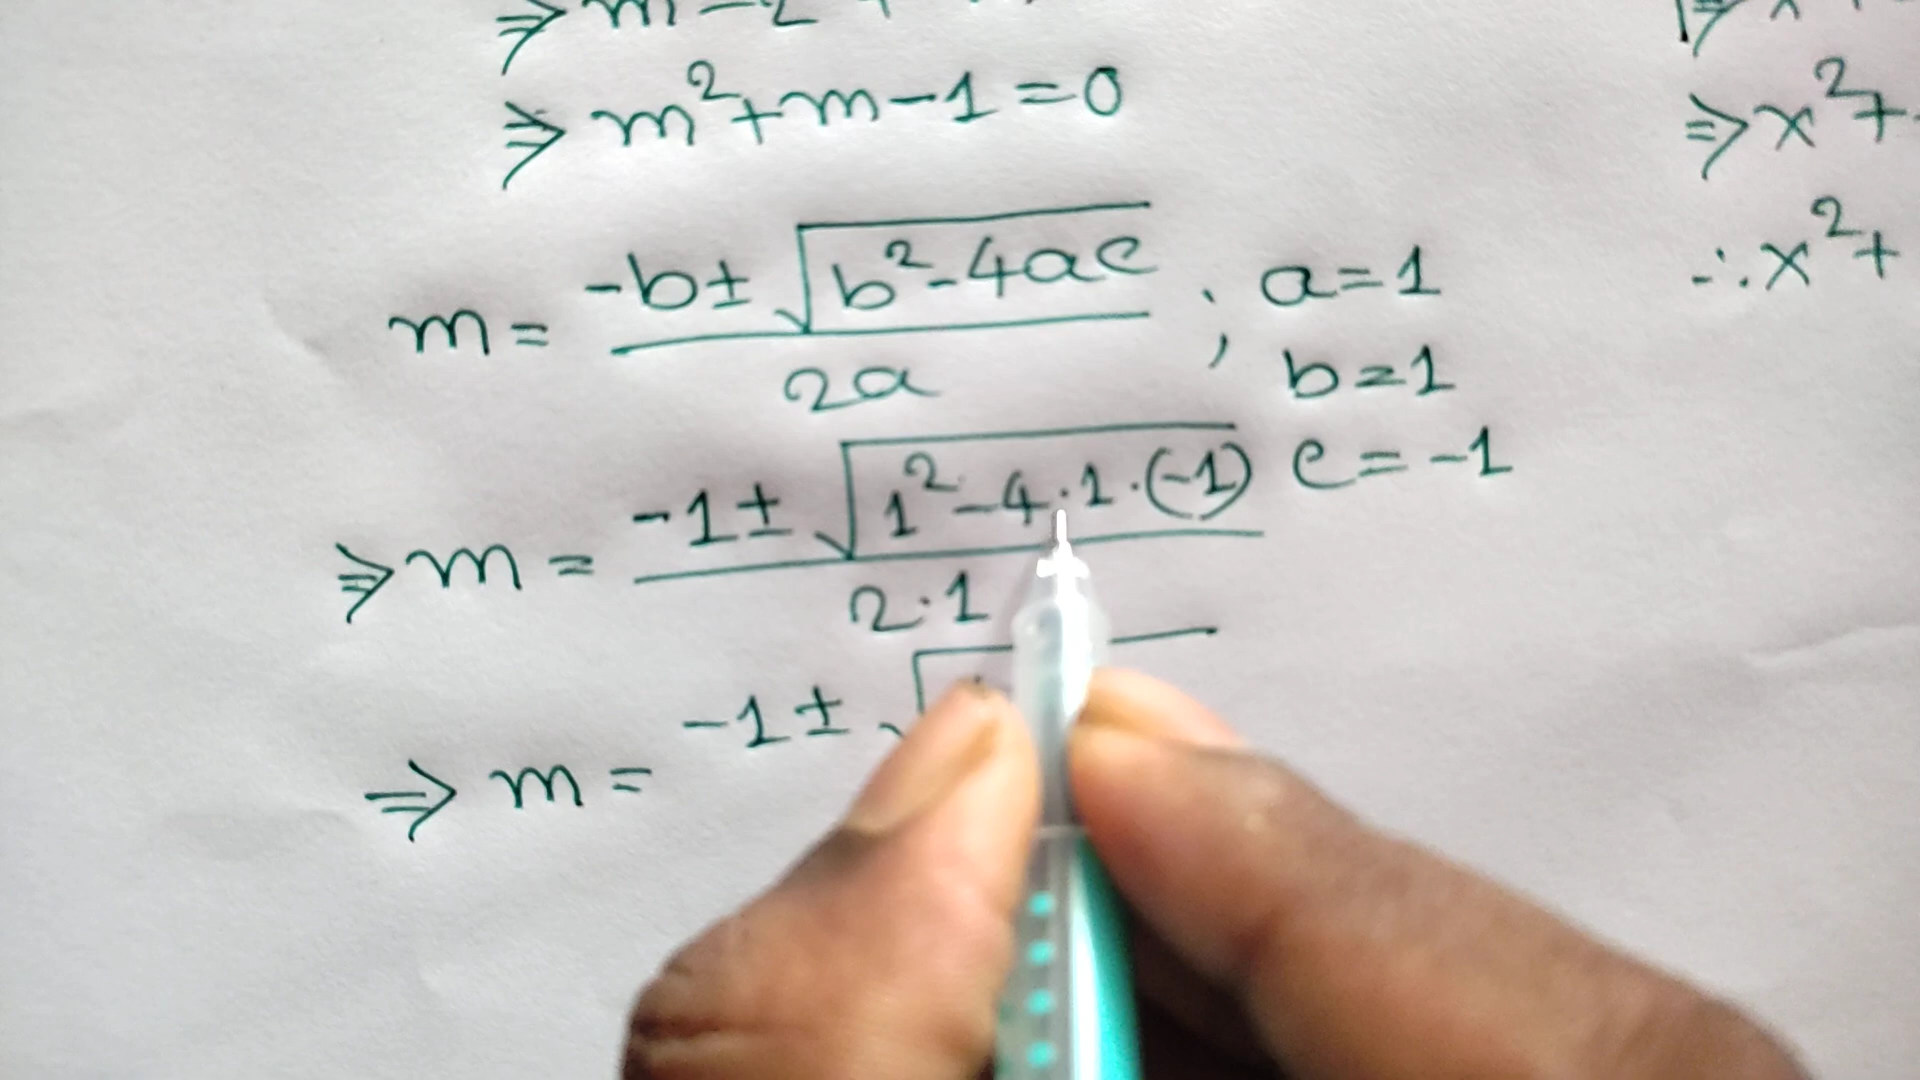 ⇒ m² + m - 1 = 0
m = (-b ± √(b² - 4ac)) / 2a ; a = 1
b = 1
⇒ m = (-1 ± √(1² - 4·1·(-1))) / 2·1
c = -1
⇒ m = -1 ± √
⇒ x² +
∴ x² +